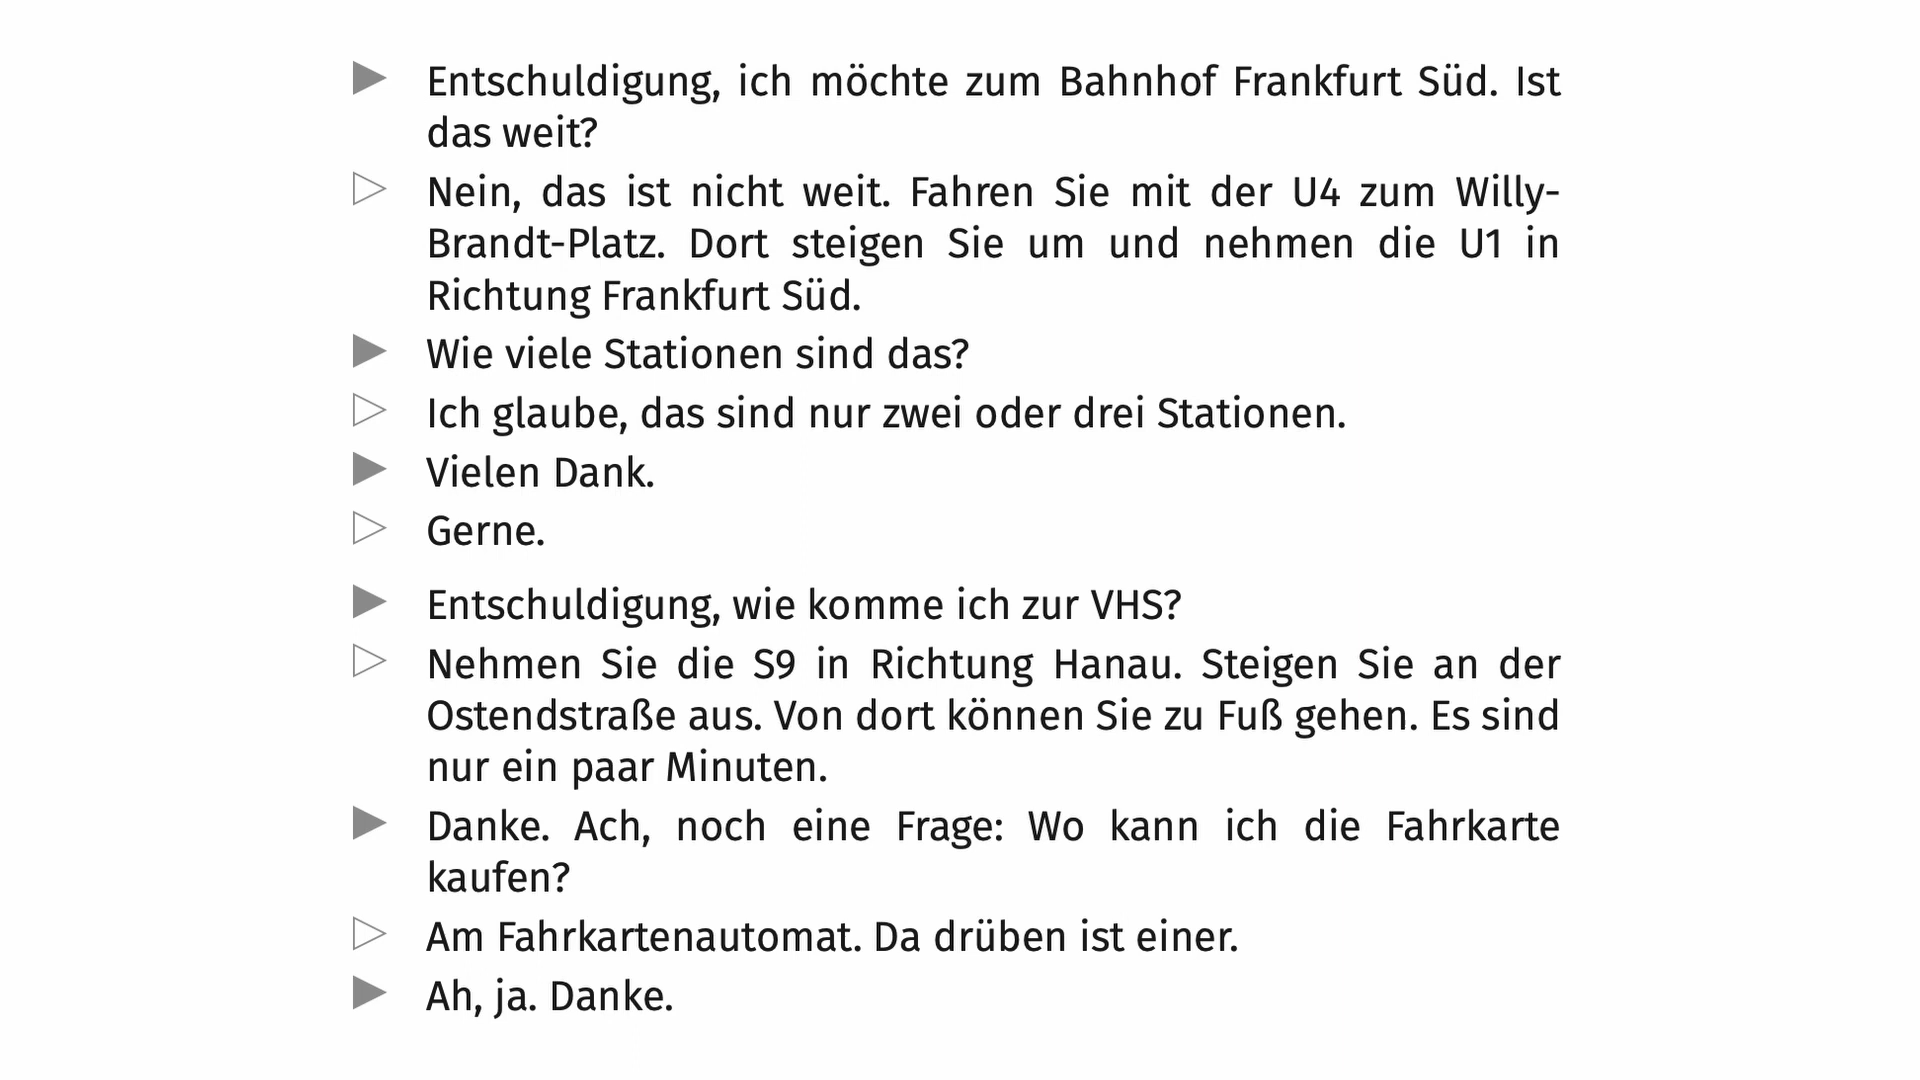 Entschuldigung, ich möchte zum Bahnhof Frankfurt Süd. Ist
das weit?
Nein, das ist nicht weit. Fahren Sie mit der U4 zum Willy-
Brandt-Platz. Dort steigen Sie um und nehmen die U1 in
Richtung Frankfurt Süd.
Wie viele Stationen sind das?
Ich glaube, das sind nur zwei oder drei Stationen.
Vielen Dank.
Gerne.
Entschuldigung, wie komme ich zur VHS?
Nehmen Sie die S9 in Richtung Hanau. Steigen Sie an der
Ostendstraße aus. Von dort können Sie zu Fuß gehen. Es sind
nur ein paar Minuten.
Danke. Ach, noch eine Frage: Wo kann ich die Fahrkarte
kaufen?
Am Fahrkartenautomat. Da drüben ist einer.
Ah, ja. Danke.